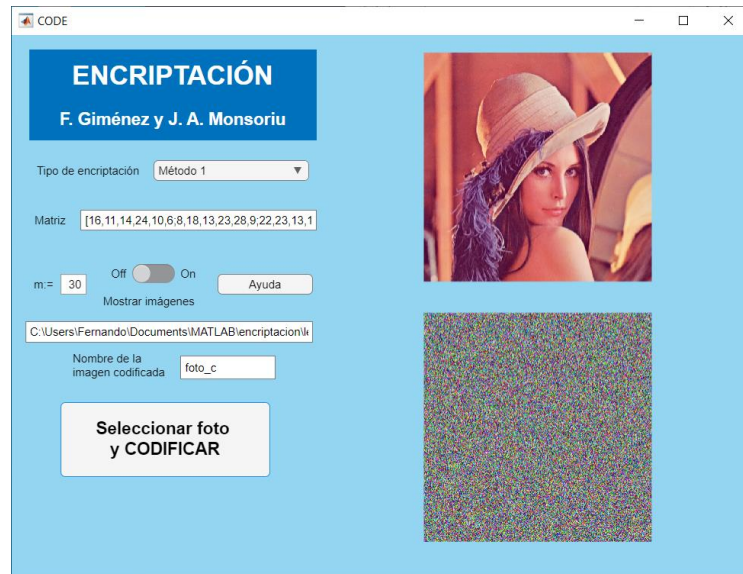 CODE
ENCRIPTACIÓN
F. Giménez y J. A. Monsoriu
Tipo de encriptación Método 1
Matriz [16,11,14,24,10,6;8,18,13,23,28,9;22,23,13,1
Off On
m:= 30 Ayuda
Mostrar imágenes
C:\Users\Fernando\Documents\MATLAB\encriptacion\le
Nombre de la
imagen codificada foto_c
Seleccionar foto
y CODIFICAR